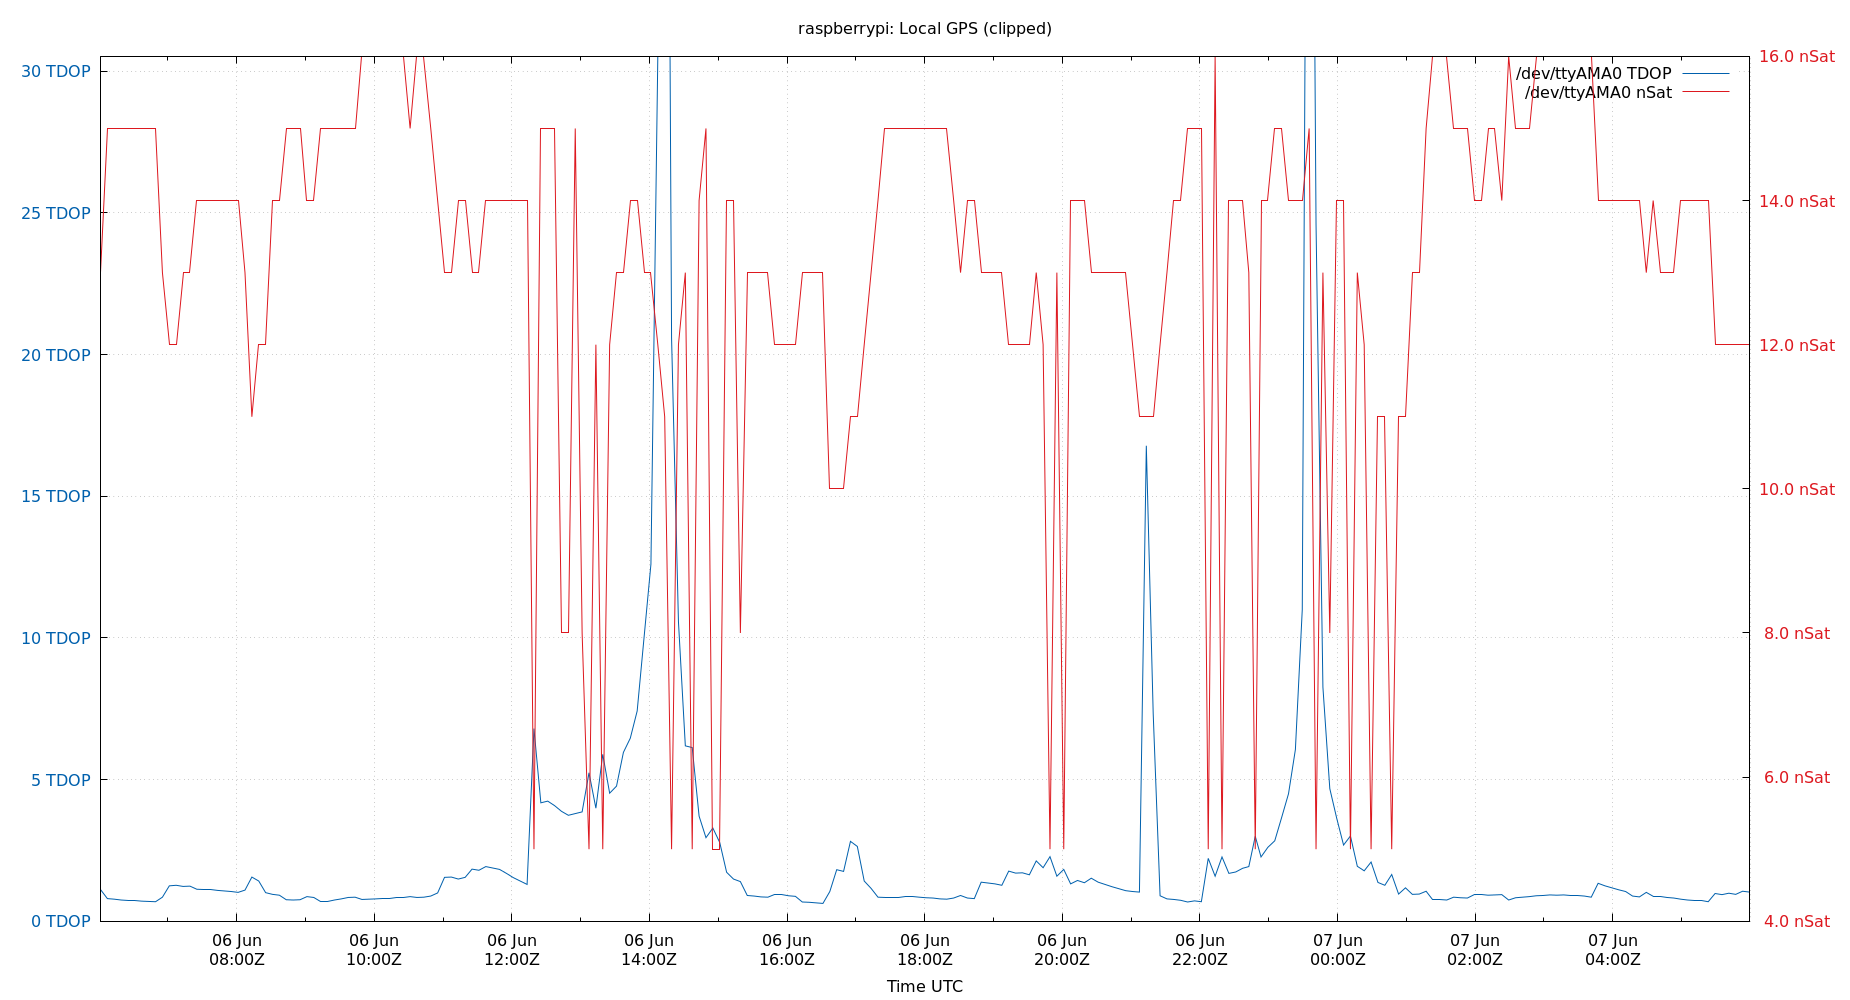 raspberrypi: Local GPS (clipped)
30 TDOP
25 TDOP
20 TDOP
15 TDOP
10 TDOP
5 TDOP
0 TDOP
16.0 nSat
14.0 nSat
12.0 nSat
10.0 nSat
8.0 nSat
6.0 nSat
4.0 nSat
/dev/ttyAMA0 TDOP
/dev/ttyAMA0 nSat
06 Jun
08:00Z
06 Jun
10:00Z
06 Jun
12:00Z
06 Jun
14:00Z
06 Jun
16:00Z
06 Jun
18:00Z
06 Jun
20:00Z
06 Jun
22:00Z
07 Jun
00:00Z
07 Jun
02:00Z
07 Jun
04:00Z
Time UTC